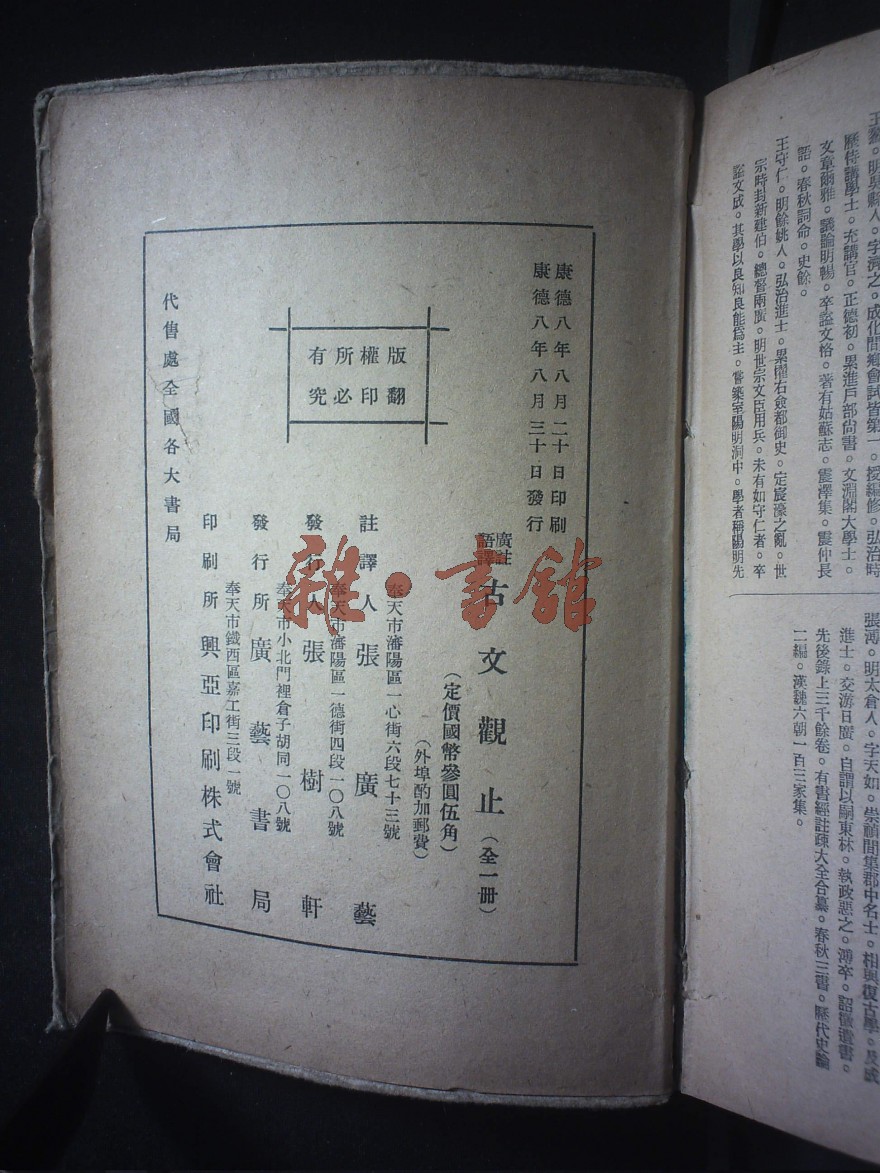 王鏊。明吳縣人。字濟之。成化間鄉會試皆第一。授編修。弘治時
歷侍講學士。充講官。正德初。累進戶部尚書。文淵閣大學士。
文章爾雅。議論明暢。卒謚文恪。著有姑蘇志。震澤集。震仲長
語。春秋詞命。史餘。
王守仁。明餘姚人。弘治進士。累擢右僉都御史。定宸濠之亂。世
宗時封新建伯。總督兩廣。明世宗文臣用兵。未有如守仁者。卒
謚文成。其學以良知良能為主。嘗築室陽明洞中。學者稱陽明先
張溥。明太倉人。字天如。崇禎間集郡中名士。相與復古學。及成
進士。交游日廣。自謂以嗣東林。執政惡之。溥卒。詔徵遺書。
先後錄上三千餘卷。有書經註疏大全合纂。春秋三書。歷代史論
二編。漢魏六朝一百三家集。
康德八年八月二十日印刷
康德八年八月三十日發行
版權所有
翻印必究
廣註
語譯
古文觀止(全一冊)
(定價國幣參圓伍角)
(外埠酌加郵費)
奉天市瀋陽區一心街六段七十三號
註譯人張廣藝
奉天市瀋陽區一德街四段一〇八號
發行人張樹軒
奉天市小北門裡倉子胡同一〇八號
發行所廣藝書局
奉天市鐵西區嘉工街三段一號
印刷所興亞印刷株式會社
代售處全國各大書局
雜·書館